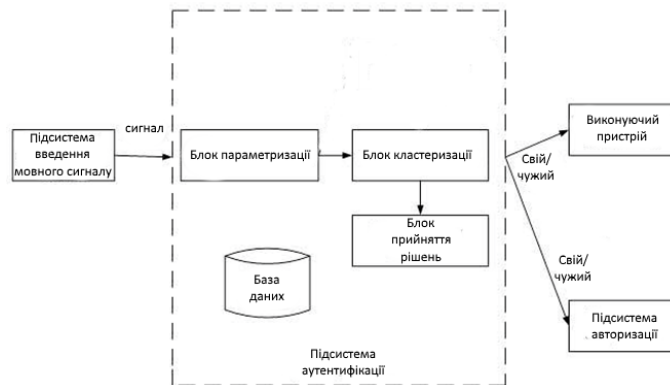 сигнал
Підсистема
введення
мовного сигналу
Блок параметризації
Блок кластеризації
Виконуючий
пристрій
Свій/
чужий
Блок
прийняття
рішень
База
даних
Свій/
чужий
Підсистема
авторизації
Підсистема
аутентифікації